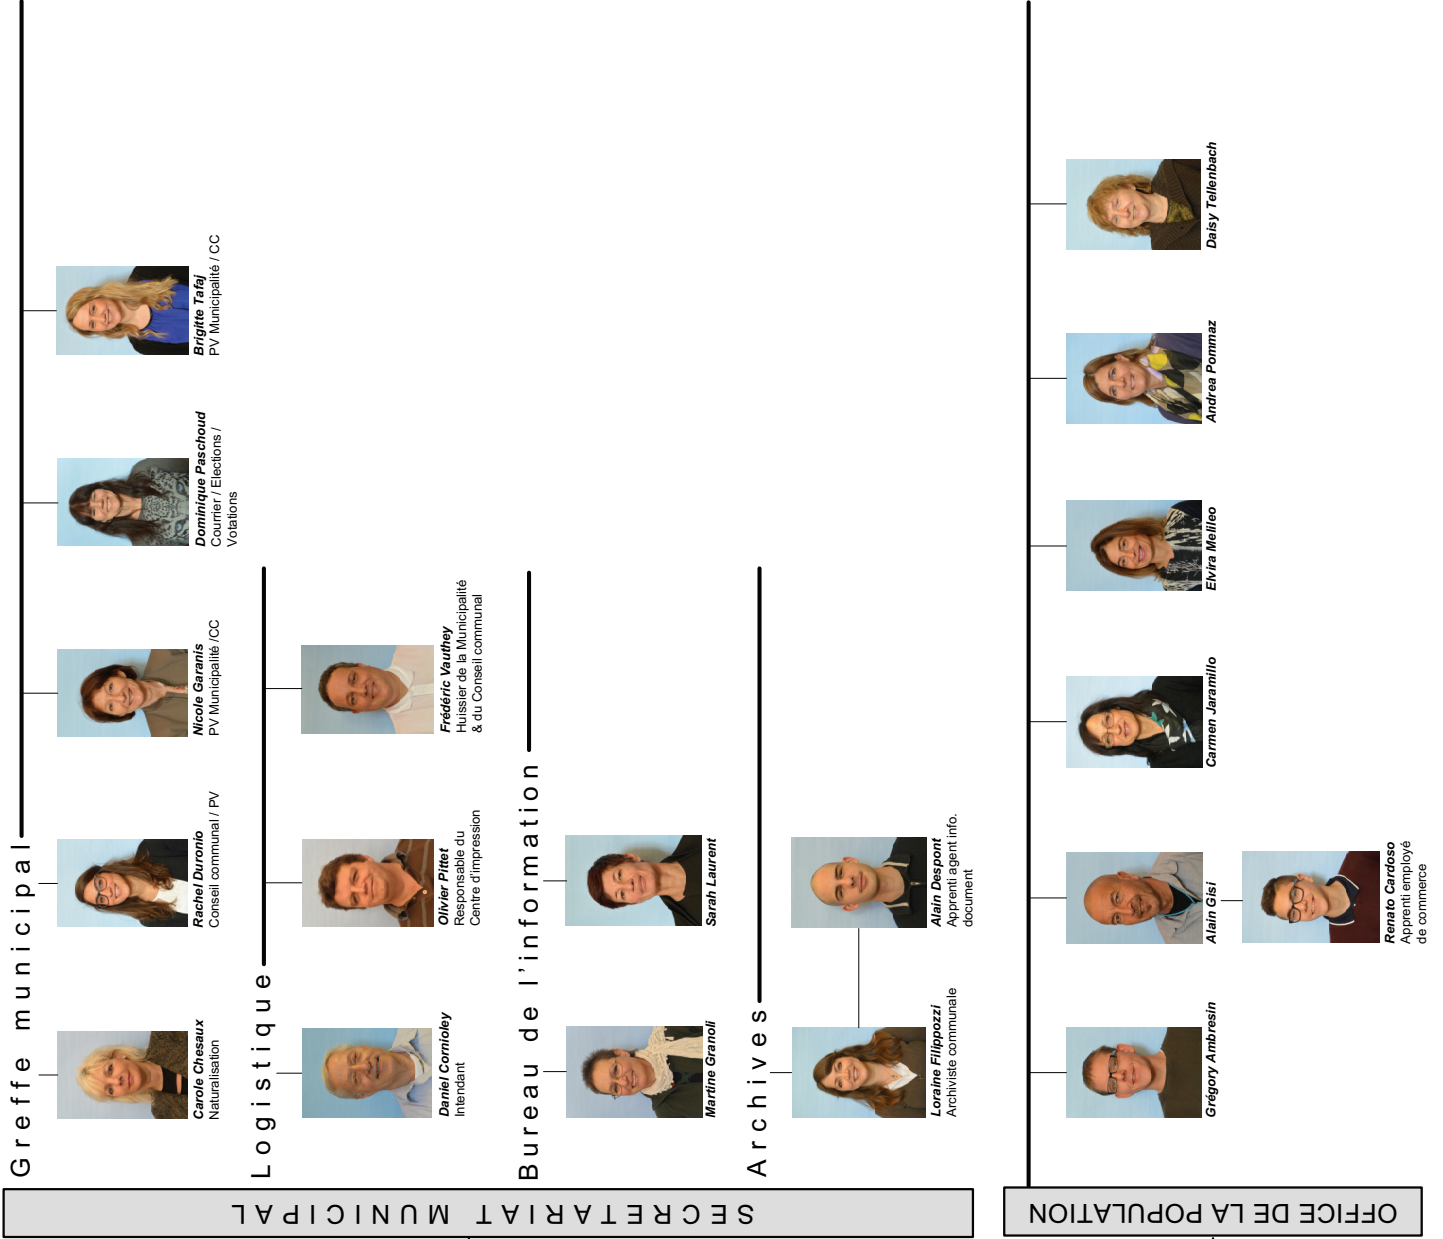 SECRETARIAT MUNICIPAL
Greffe municipal
Carole Chesaux
Naturalisation
Rachel Duronio
Conseil communal / PV
Nicole Garanis
PV Municipalité /CC
Dominique Paschoud
Courrier / Elections /
Votations
Brigitte Tafaj
PV Municipalité / CC
Logistique
Daniel Cornioley
Intendant
Olivier Pittet
Responsable du
Centre d'impression
Frédéric Vauthey
Huissier de la Municipalité
& du Conseil communal
Bureau de l'information
Martine Granoli
Sarah Laurent
Archives
Loraine Filippozzi
Archiviste communale
Alain Despont
Apprenti agent info.
document
OFFICE DE LA POPULATION
Grégory Ambresin
Alain Gisi
Carmen Jaramillo
Elvira Melileo
Andrea Pommaz
Daisy Tellenbach
Renato Cardoso
Apprenti employé
de commerce